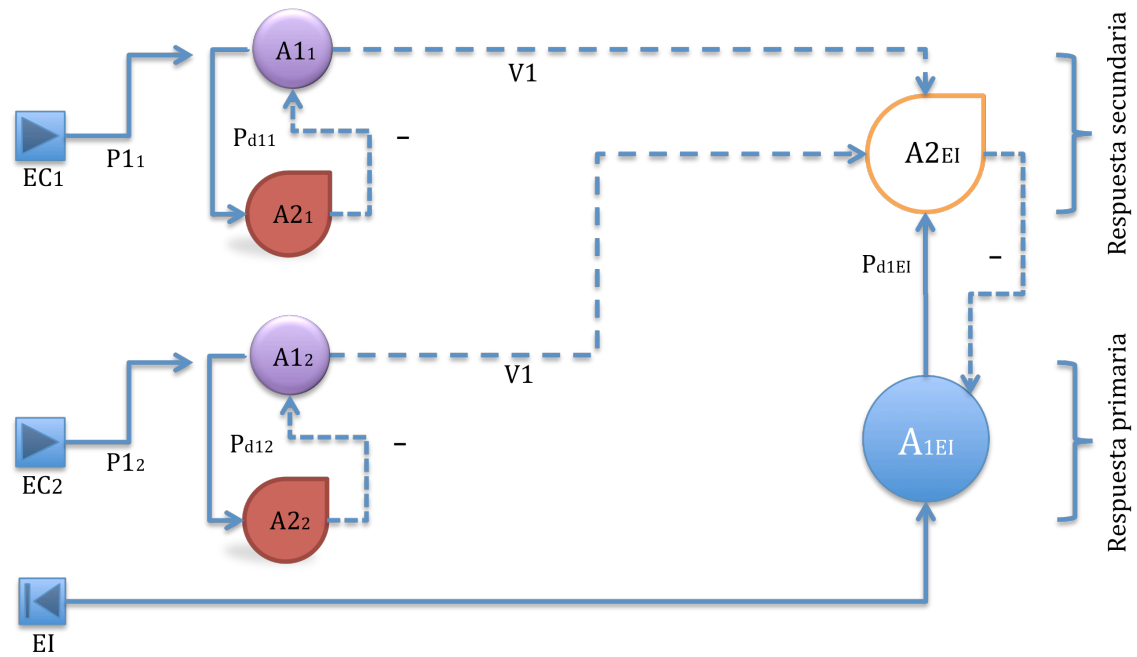 A1₁
V1
Respuesta secundaria
P1₁
EC₁
Pd11
–
A2₁
A2EI
Pd1EI
–
A1₂
V1
Respuesta primaria
P1₂
EC₂
Pd12
–
A1EI
A2₂
EI